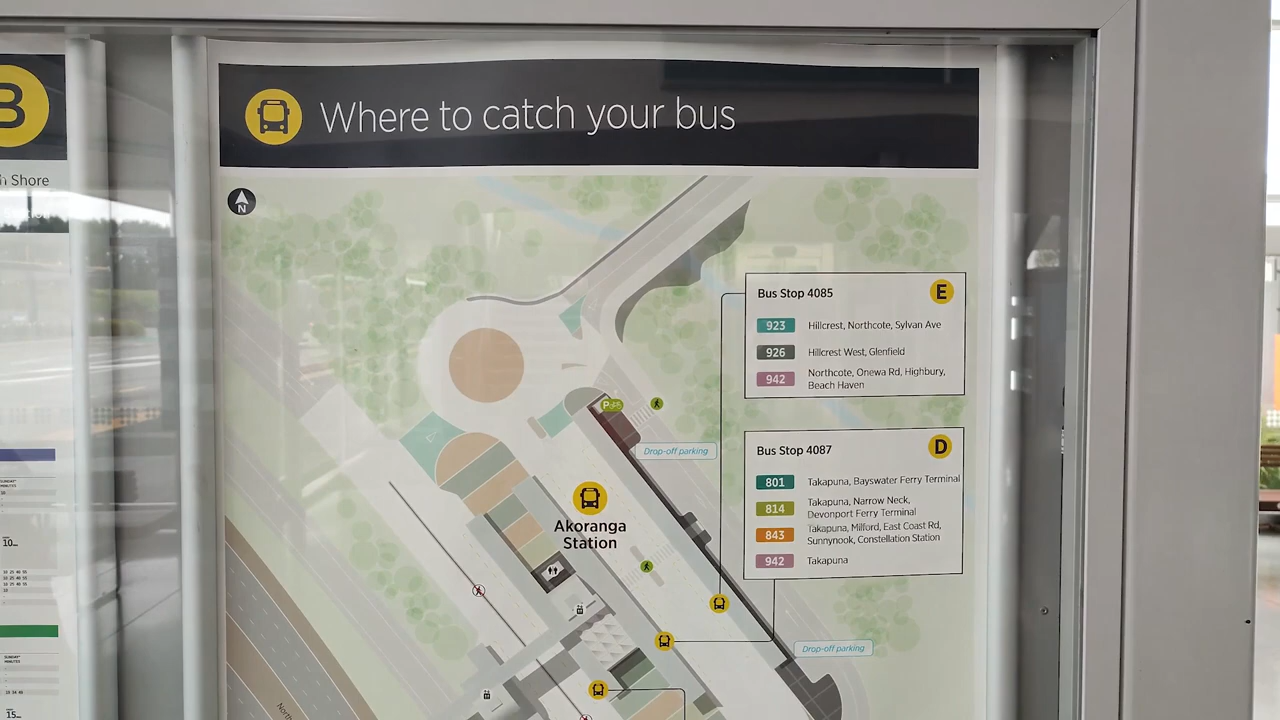 B
Shore
Where to catch your bus
N
Bus Stop 4085
E
923 Hillcrest, Northcote, Sylvan Ave
926 Hillcrest West, Glenfield
942 Northcote, Onewa Rd, Highbury,
Beach Haven
Drop-off parking
Bus Stop 4087
D
801 Takapuna, Bayswater Ferry Terminal
814 Takapuna, Narrow Neck,
Devonport Ferry Terminal
843 Takapuna, Milford, East Coast Rd,
Sunnynook, Constellation Station
942 Takapuna
Akoranga
Station
Drop-off parking
North